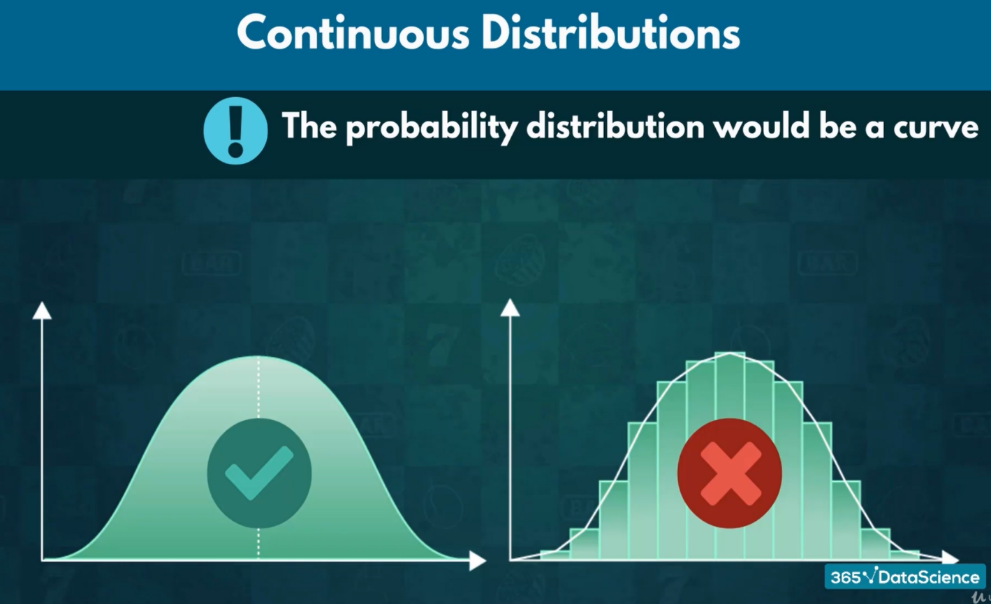 Continuous Distributions
! The probability distribution would be a curve
365 DataScience